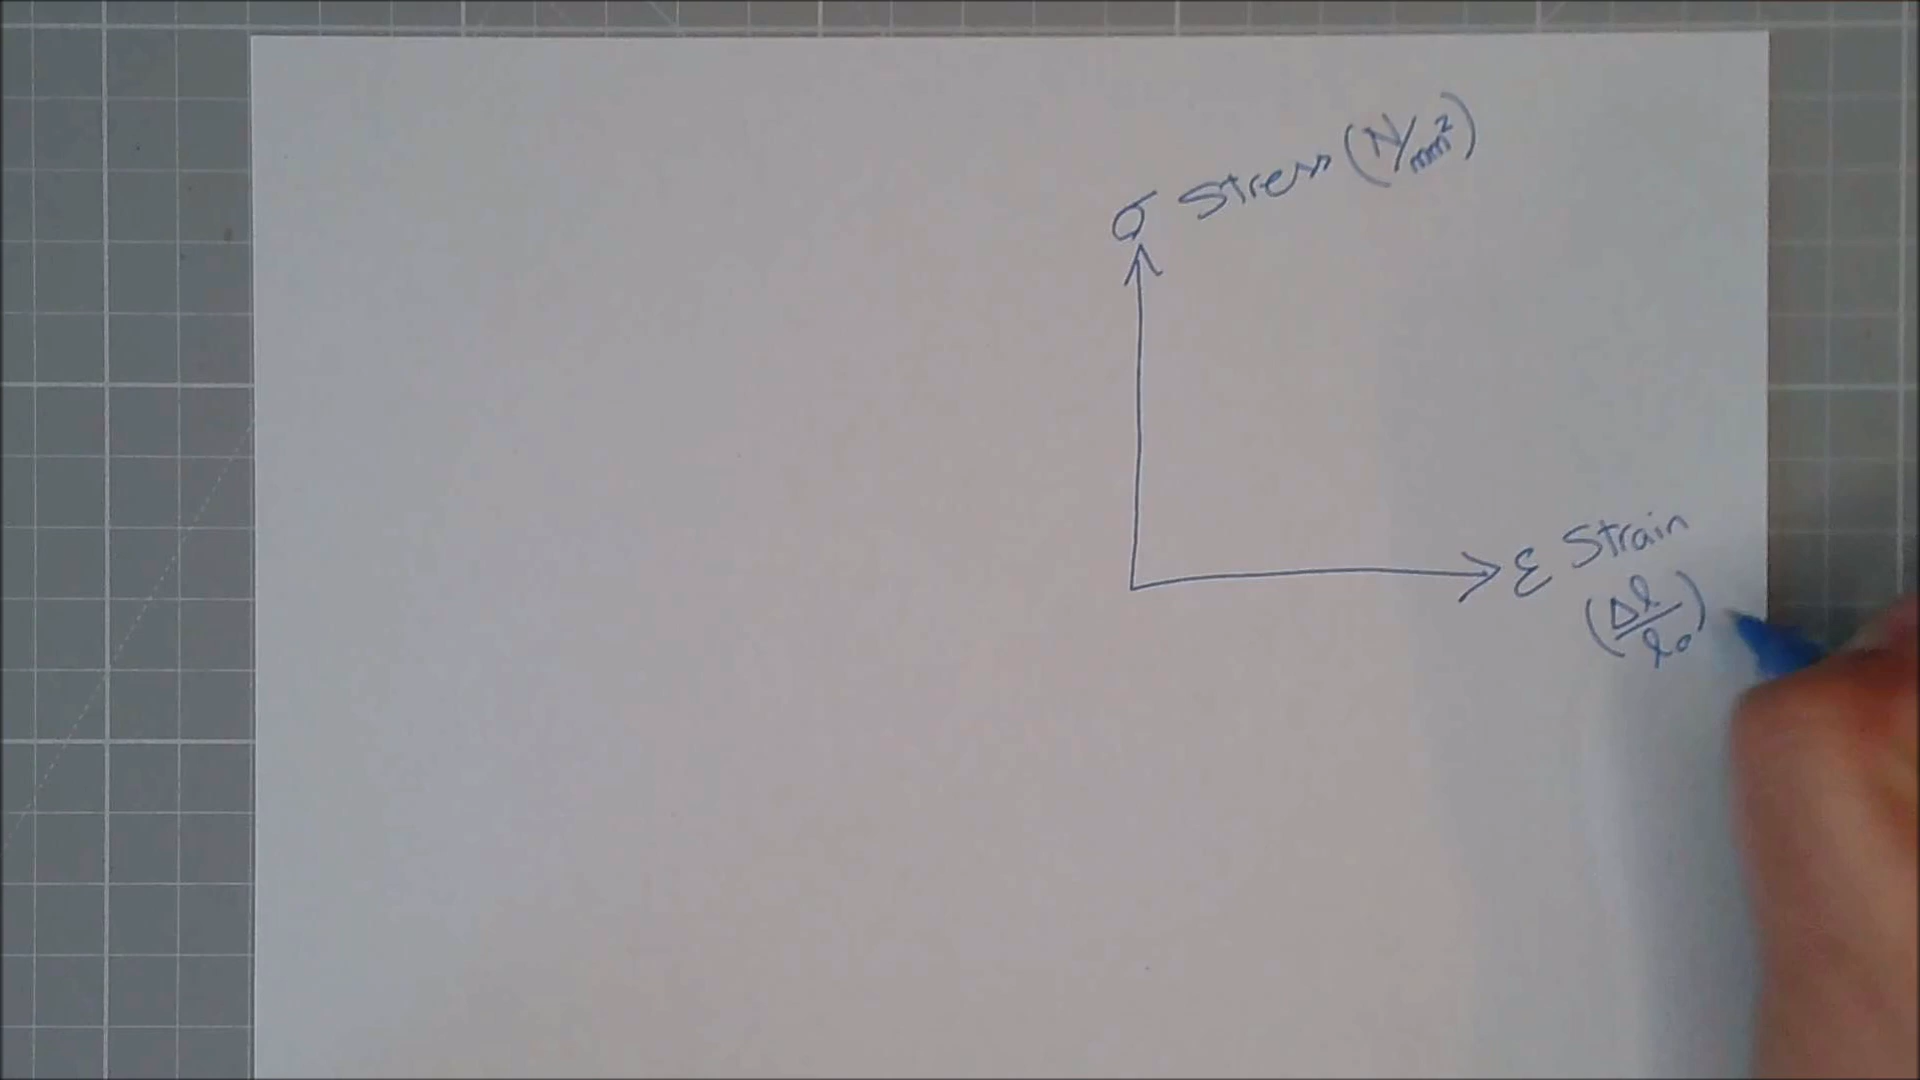 σ Stress (N/mm²)
ε Strain
(Δl/l₀)